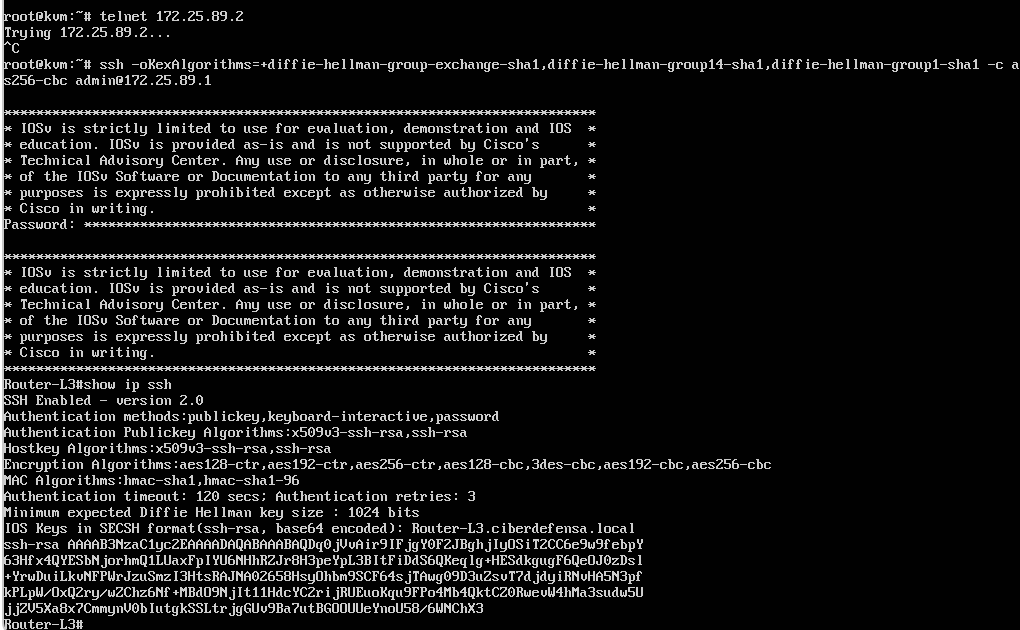 root@kvm:~# telnet 172.25.89.2
Trying 172.25.89.2...
^C
root@kvm:~# ssh -oKexAlgorithms=+diffie-hellman-group-exchange-sha1,diffie-hellman-group14-sha1,diffie-hellman-group1-sha1 -c a
s256-cbc admin@172.25.89.1

**************************************************************************
* IOSv is strictly limited to use for evaluation, demonstration and IOS  *
* education. IOSv is provided as-is and is not supported by Cisco's      *
* Technical Advisory Center. Any use or disclosure, in whole or in part, *
* of the IOSv Software or Documentation to any third party for any       *
* purposes is expressly prohibited except as otherwise authorized by     *
* Cisco in writing.                                                      *
Password: ****************************************************************

**************************************************************************
* IOSv is strictly limited to use for evaluation, demonstration and IOS  *
* education. IOSv is provided as-is and is not supported by Cisco's      *
* Technical Advisory Center. Any use or disclosure, in whole or in part, *
* of the IOSv Software or Documentation to any third party for any       *
* purposes is expressly prohibited except as otherwise authorized by     *
* Cisco in writing.                                                      *
**************************************************************************
Router-L3#show ip ssh
SSH Enabled - version 2.0
Authentication methods:publickey,keyboard-interactive,password
Authentication Publickey Algorithms:x509v3-ssh-rsa,ssh-rsa
Hostkey Algorithms:x509v3-ssh-rsa,ssh-rsa
Encryption Algorithms:aes128-ctr,aes192-ctr,aes256-ctr,aes128-cbc,3des-cbc,aes192-cbc,aes256-cbc
MAC Algorithms:hmac-sha1,hmac-sha1-96
Authentication timeout: 120 secs; Authentication retries: 3
Minimum expected Diffie Hellman key size : 1024 bits
IOS Keys in SECSH format(ssh-rsa, base64 encoded): Router-L3.ciberdefensa.local
ssh-rsa AAAAB3NzaC1yc2EAAAADAQABAAABAQDq0jVvAir9IFjgY0F2JBghjIyOSiT2CC6e9w9febpY
63Hfx4QYESbNjorhmQ1LUaxFpIYU6NHhRZJr8H3peYpL3BItFiDdS6QKeqlg+HESdkgugF6QeOJ0zDsl
+YrwDuiLkvNFPWrJzuSmzI3HtsRAJNA02658HsyOhbm9SCF64sjTAwg09D3uZsvT7djdyiRNvHA5N3pf
kPLpW/OxQ2ry/w2Chz6Nf+MBdO9NjIt11HdcYC2rijRUEuoKqu9FPo4Mb4QktC20RwevW4hMa3sudw5U
jjZV5Xa8x7CmmynV0bIutgkSSLtrjgGUv9Ba7utBGOOUUeYnoU58/6WNChX3
Router-L3#